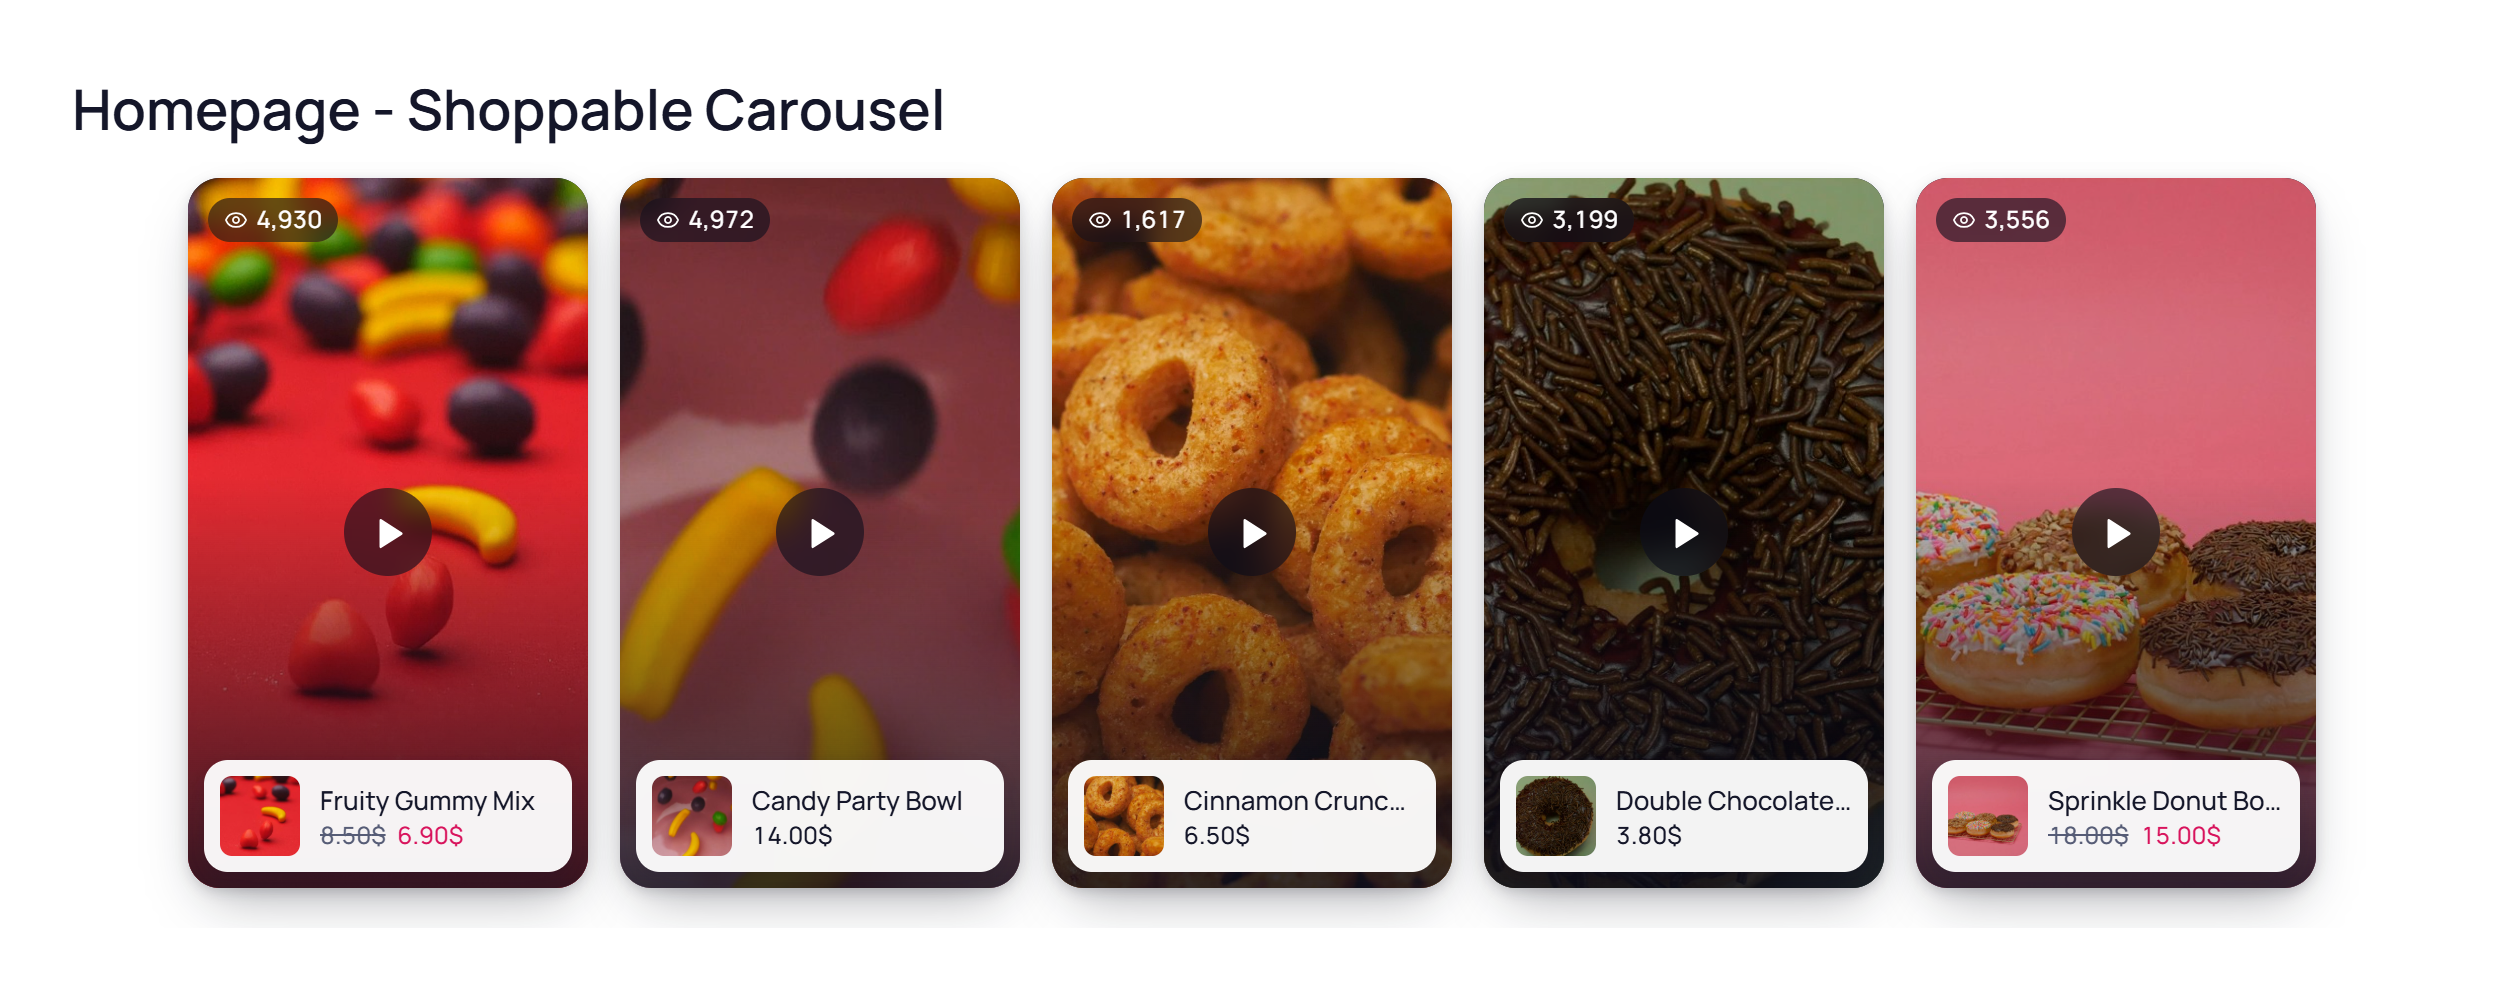 Homepage - Shoppable Carousel
4,930
4,972
1,617
3,199
3,556
Fruity Gummy Mix
8.50$ 6.90$
Candy Party Bowl
14.00$
Cinnamon Crunc...
6.50$
Double Chocolate...
3.80$
Sprinkle Donut Bo...
18.00$ 15.00$